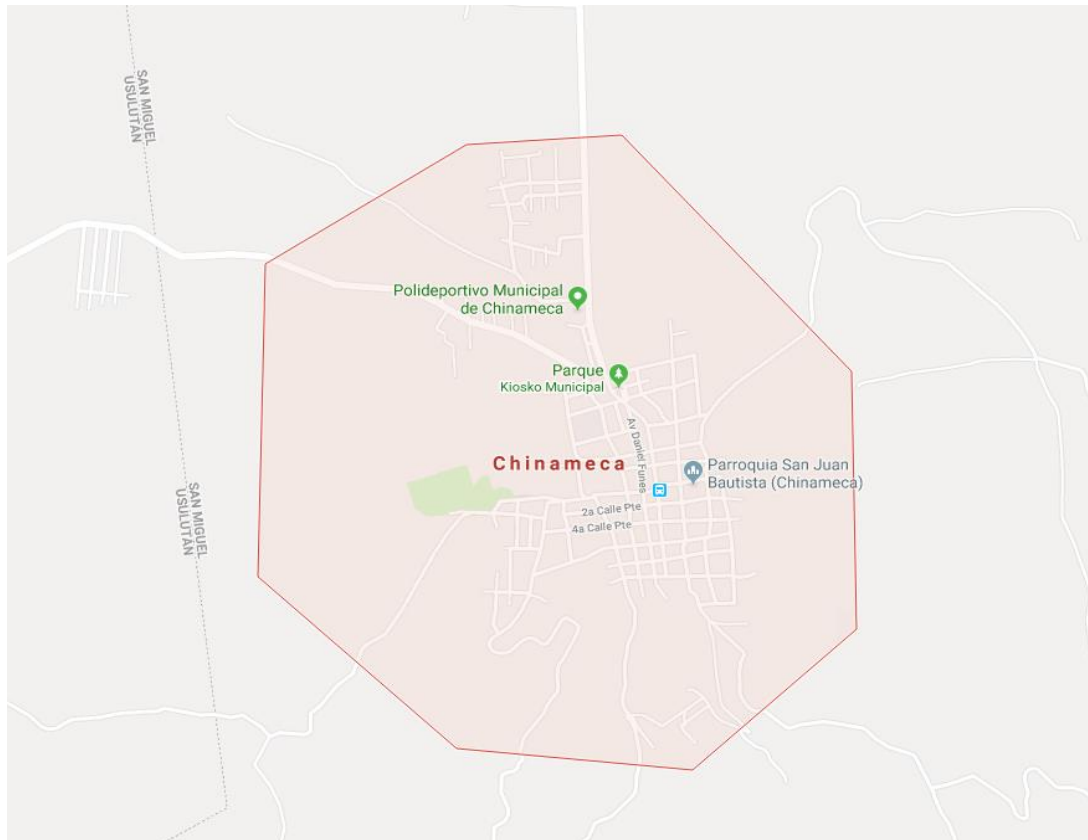 SAN MIGUEL
USULUTÁN
Polideportivo Municipal
de Chinameca
Parque
Kiosko Municipal
Av Daniel Funes
Chinameca
Parroquia San Juan
Bautista (Chinameca)
2a Calle Pte
4a Calle Pte
SAN MIGUEL
USULUTÁN